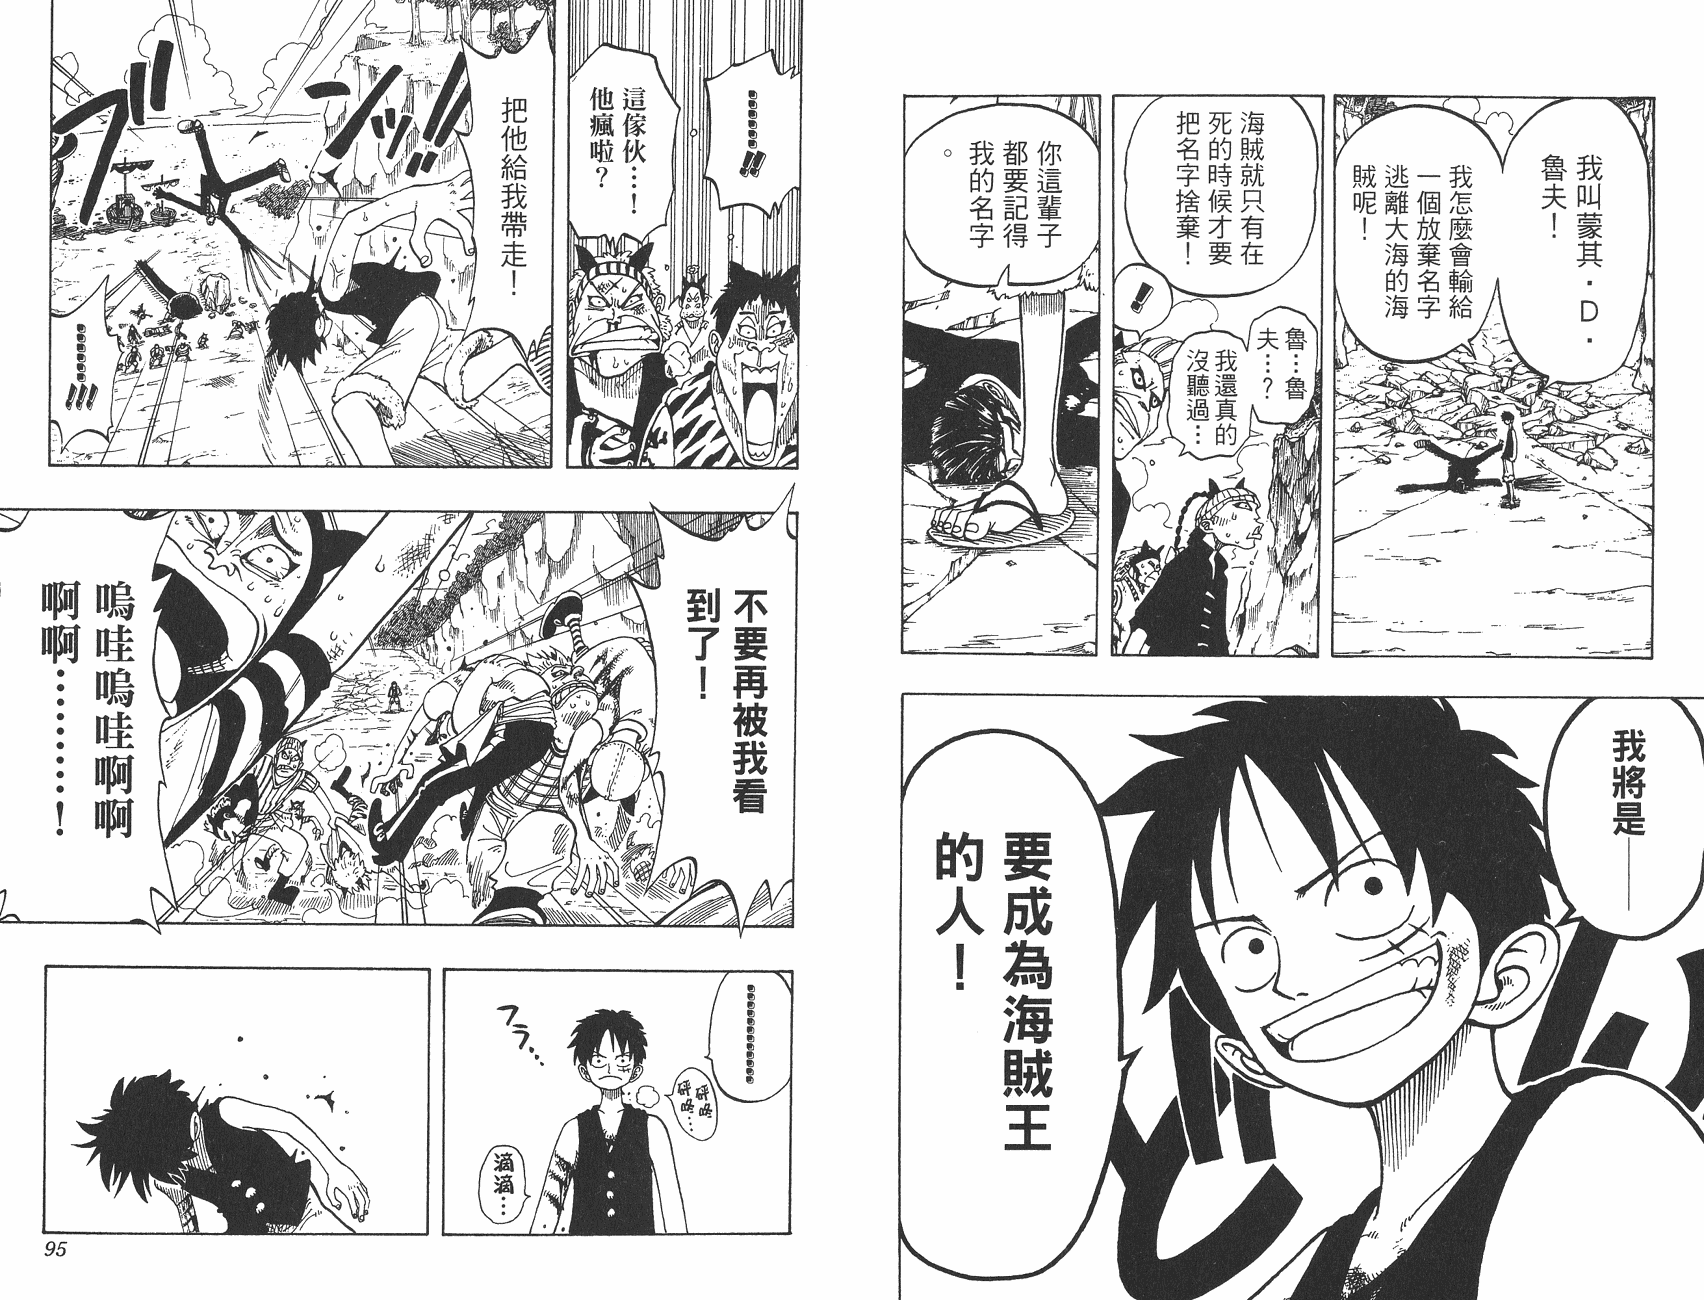 我叫蒙其・D・
魯夫！
我怎麼會輸給
一個放棄名字
逃離大海的海
賊呢！
海賊就只有在
死的時候才要
把名字捨棄！
！！
魯…魯
夫…？
我還真的
沒聽過…
你這輩子
都要記得
我的名字
。
我將是——
要成為海賊王
的人！
……!!
這傢伙…！
他瘋啦？
把他給我帶走！
ブンッ!!
……!!!
不要再被我看
到了！
嗚哇嗚哇啊啊
啊啊………！
…………
呼咚
呼咚…
フラ…
滴
滴…
95